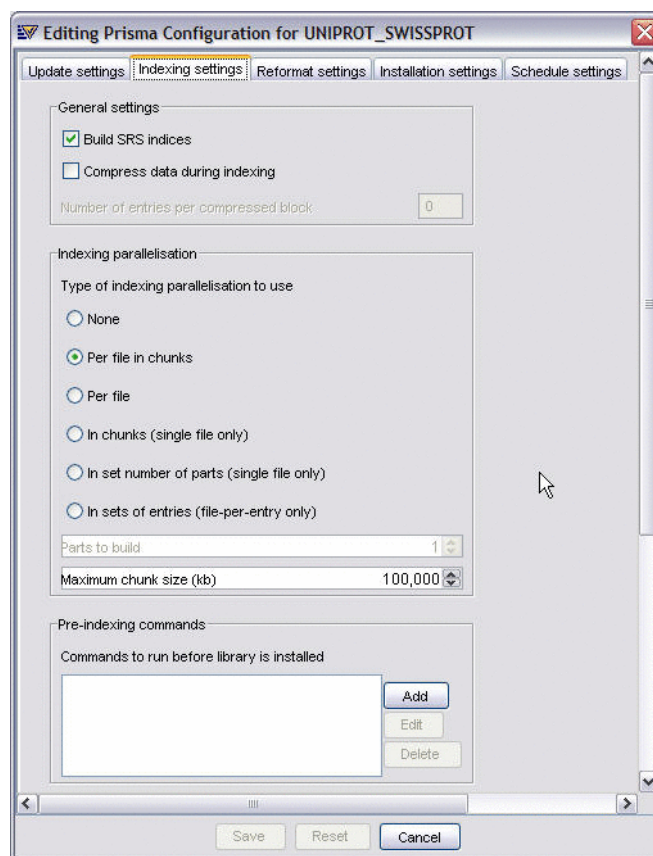 Editing Prisma Configuration for UNIPROT_SWISSPROT
Update settings Indexing settings Reformat settings Installation settings Schedule settings
General settings
Build SRS indices
Compress data during indexing
Number of entries per compressed block 0
Indexing parallelisation
Type of indexing parallelisation to use
None
Per file in chunks
Per file
In chunks (single file only)
In set number of parts (single file only)
In sets of entries (file-per-entry only)
Parts to build 1
Maximum chunk size (kb) 100,000
Pre-indexing commands
Commands to run before library is installed
Add
Edit
Delete
Save Reset Cancel